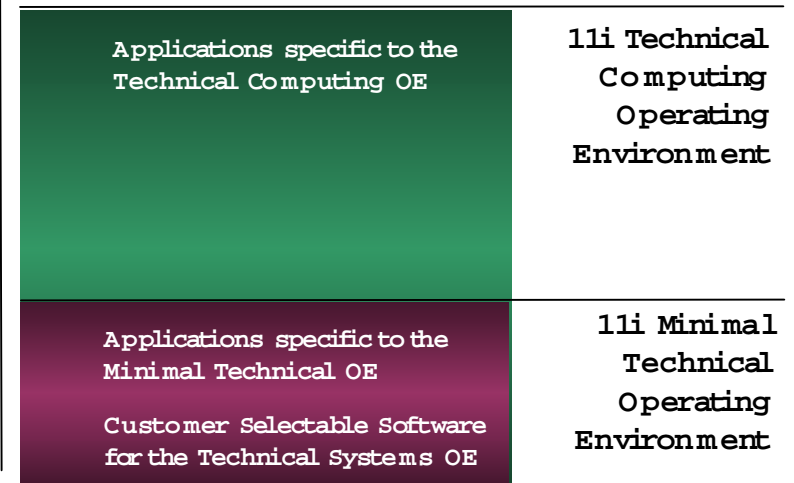 Applications specific to the
Technical Computing OE
11i Technical
Computing
Operating
Environment
Applications specific to the
Minimal Technical OE
Customer Selectable Software
for the Technical Systems OE
11i Minimal
Technical
Operating
Environment